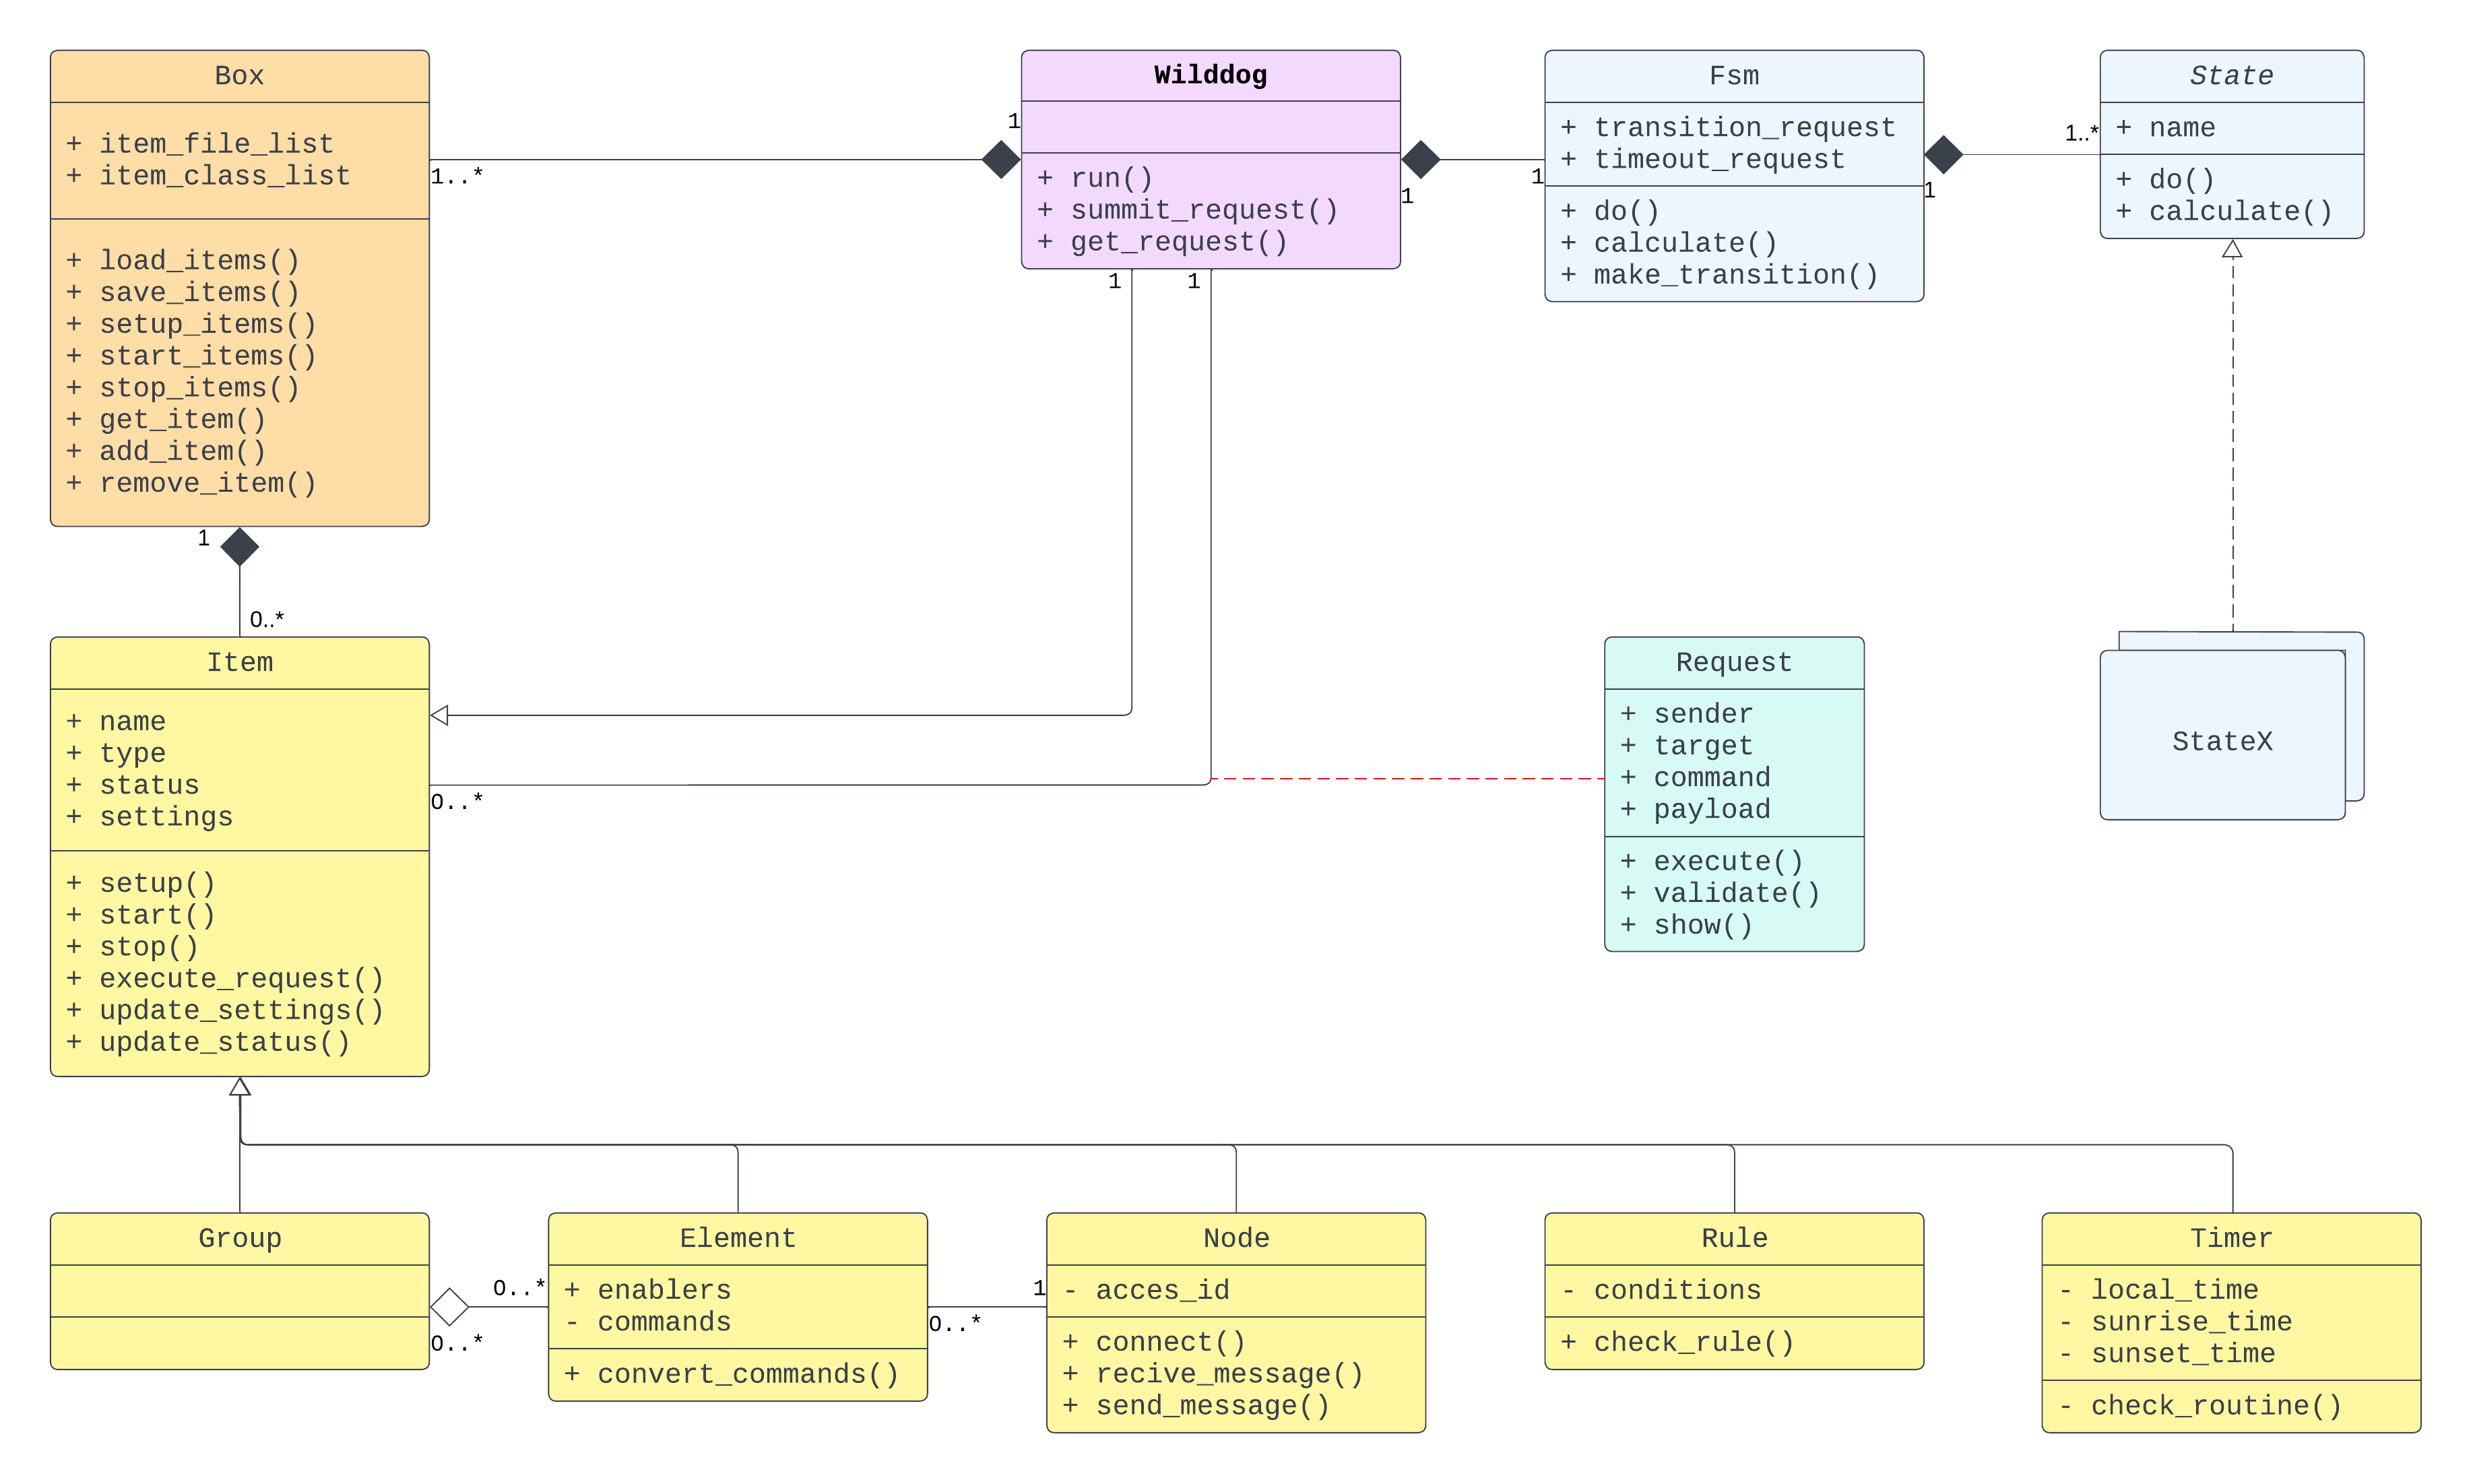 Box
+ item_file_list
+ item_class_list
+ load_items()
+ save_items()
+ setup_items()
+ start_items()
+ stop_items()
+ get_item()
+ add_item()
+ remove_item()
1..*
1
Wilddog
+ run()
+ summit_request()
+ get_request()
1
1
Fsm
+ transition_request
+ timeout_request
+ do()
+ calculate()
+ make_transition()
1
1..*
State
+ name
+ do()
+ calculate()
1
1
1
0..*
Item
+ name
+ type
+ status
+ settings
+ setup()
+ start()
+ stop()
+ execute_request()
+ update_settings()
+ update_status()
0..*
Request
+ sender
+ target
+ command
+ payload
+ execute()
+ validate()
+ show()
StateX
Group
0..*
0..*
Element
+ enablers
- commands
+ convert_commands()
0..*
1
Node
- acces_id
+ connect()
+ recive_message()
+ send_message()
Rule
- conditions
+ check_rule()
Timer
- local_time
- sunrise_time
- sunset_time
- check_routine()